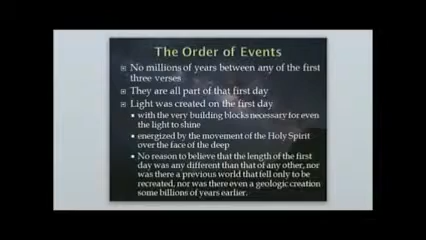 The Order of Events
No millions of years between any of the first
three verses
They are all part of that first day
Light was created on the first day
with the very building blocks necessary for even
the light to shine
energized by the movement of the Holy Spirit
over the face of the deep
No reason to believe that the length of the first
day was any different than that of any other, nor
was there a previous world that fell only to be
recreated, nor was there even a geologic creation
some billions of years earlier.